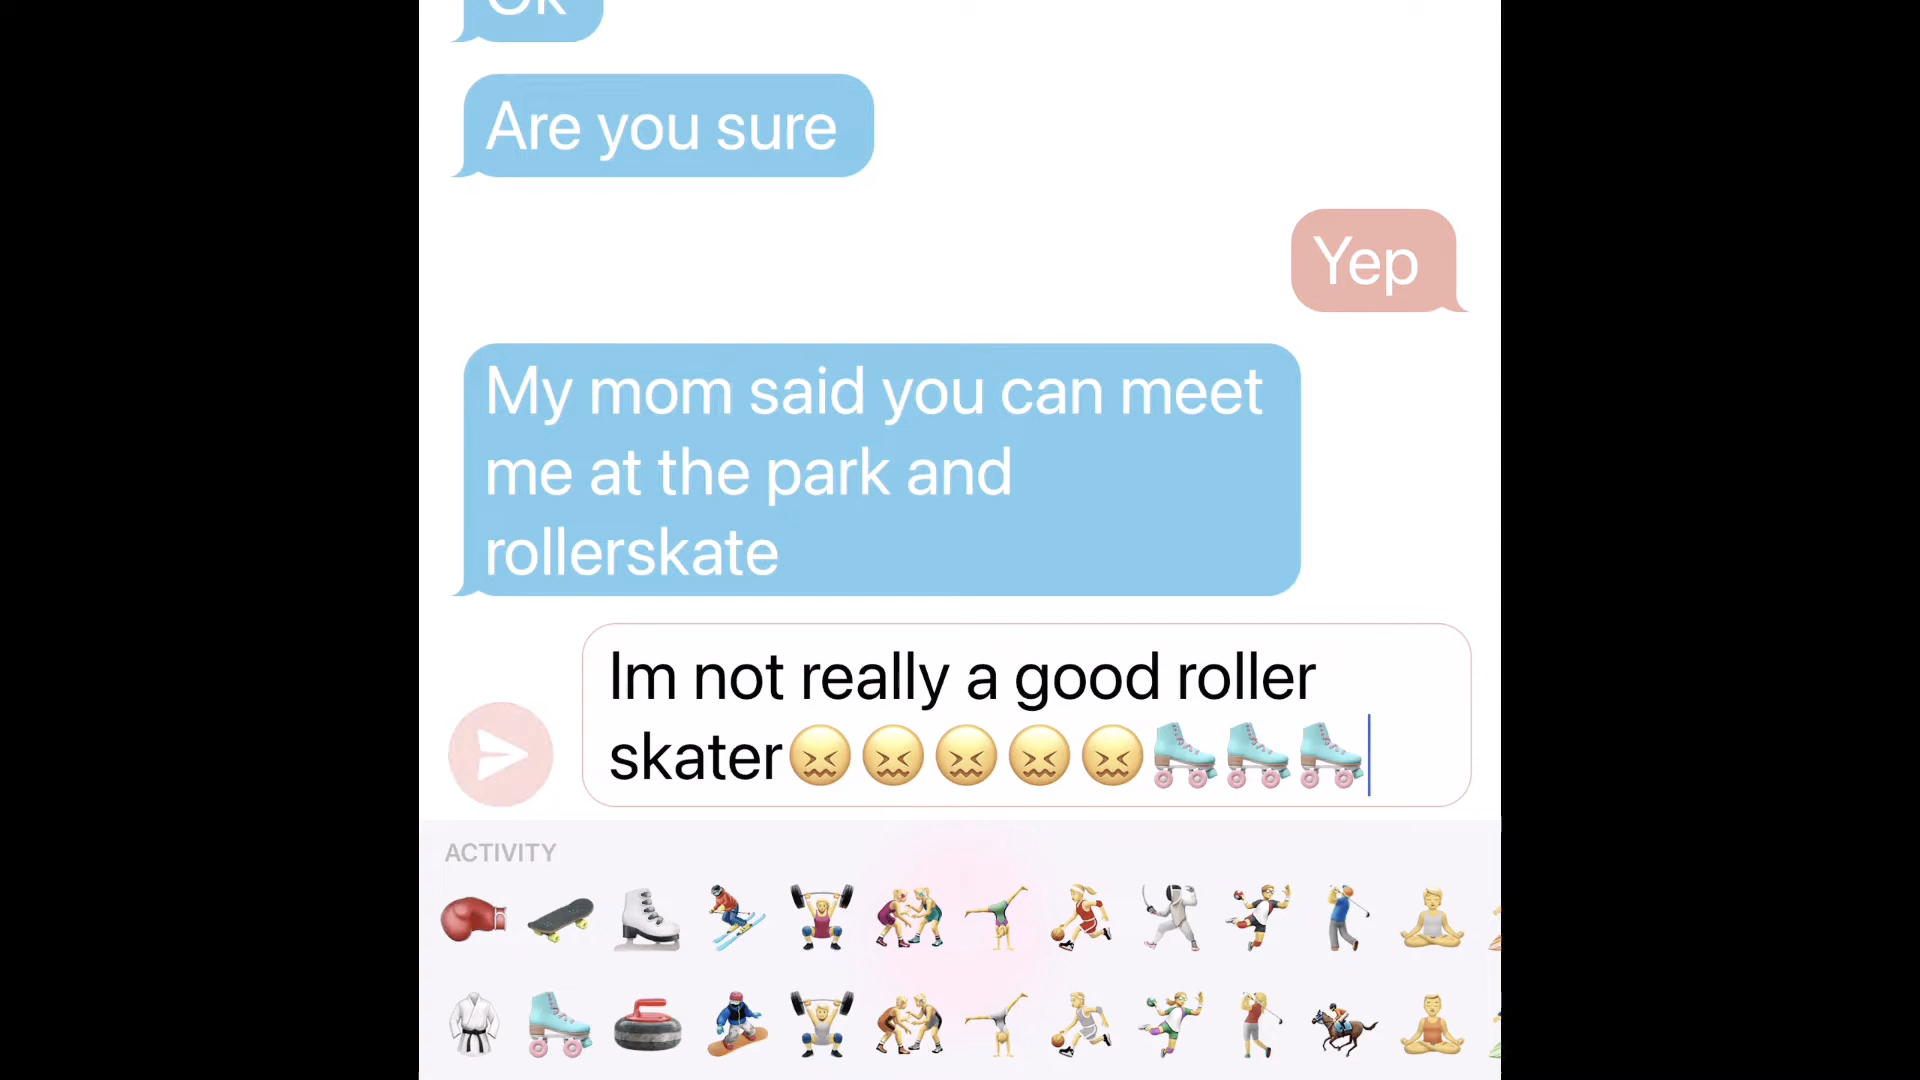 Ok
Are you sure
Yep
My mom said you can meet
me at the park and
rollerskate
Im not really a good roller
skater😖😖😖😖😖🛼🛼🛼
ACTIVITY